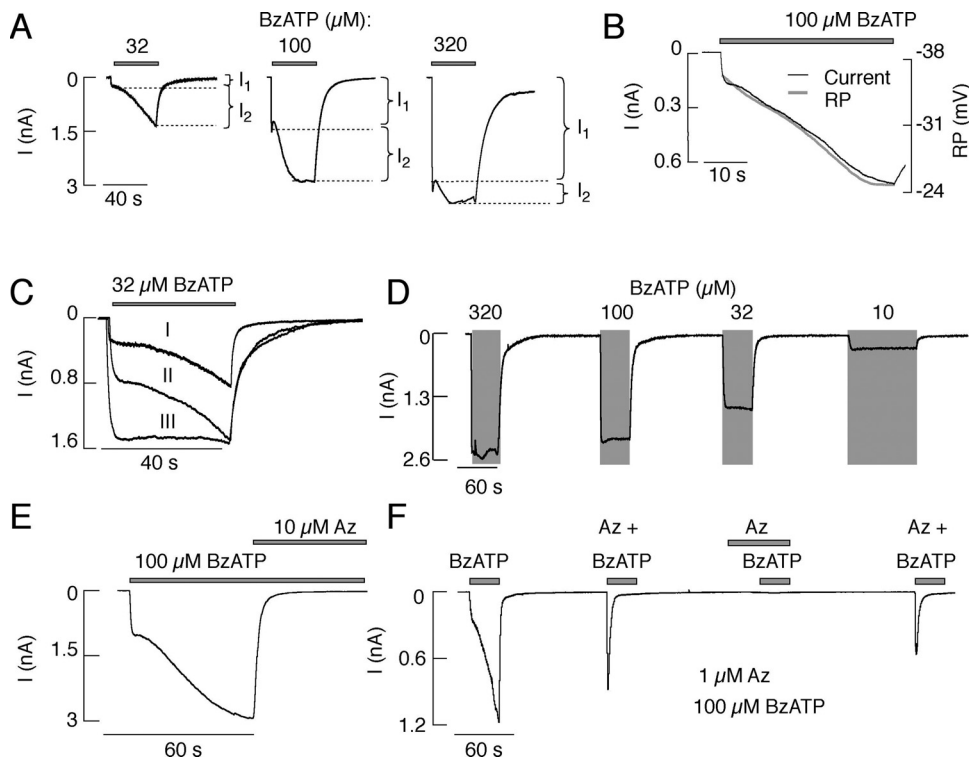 A
BzATP (µM):
32
100
320
0
1.5
3
I (nA)
40 s
I1
I2
I1
I2
I1
I2
B
100 µM BzATP
0
0.3
0.6
I (nA)
10 s
Current
RP
-38
-31
-24
RP (mV)
C
32 µM BzATP
0
0.8
1.6
I (nA)
I
II
III
40 s
D
BzATP (µM)
320
100
32
10
0
1.3
2.6
I (nA)
60 s
E
10 µM Az
100 µM BzATP
0
1.5
3
I (nA)
60 s
F
Az +
Az
Az +
BzATP
BzATP
BzATP
BzATP
0
0.6
1.2
I (nA)
1 µM Az
100 µM BzATP
60 s